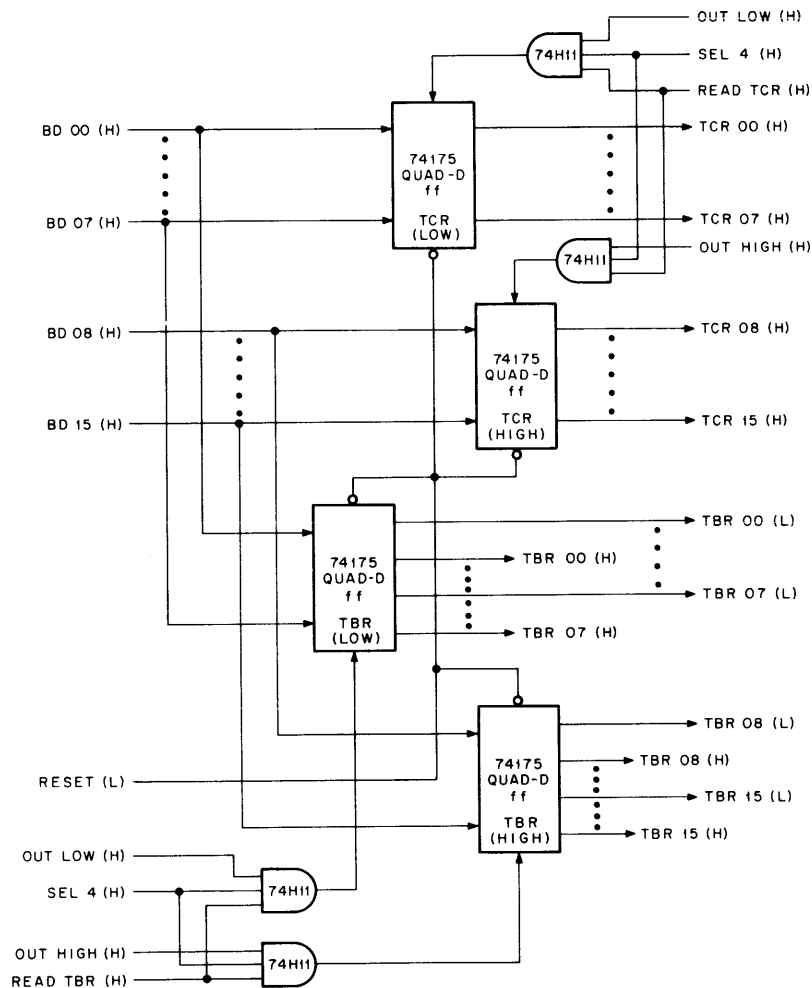 OUT LOW (H)
74H11
SEL 4 (H)
READ TCR (H)
BD 00 (H)
TCR 00 (H)
74175
QUAD-D
ff
TCR
(LOW)
BD 07 (H)
TCR 07 (H)
OUT HIGH (H)
74H11
BD 08 (H)
TCR 08 (H)
74175
QUAD-D
ff
TCR
(HIGH)
BD 15 (H)
TCR 15 (H)
TBR 00 (L)
74175
QUAD-D
ff
TBR
(LOW)
TBR 00 (H)
TBR 07 (L)
TBR 07 (H)
TBR 08 (L)
74175
QUAD-D
ff
TBR
(HIGH)
TBR 08 (H)
RESET (L)
TBR 15 (L)
TBR 15 (H)
OUT LOW (H)
SEL 4 (H)
74H11
OUT HIGH (H)
74H11
READ TBR (H)